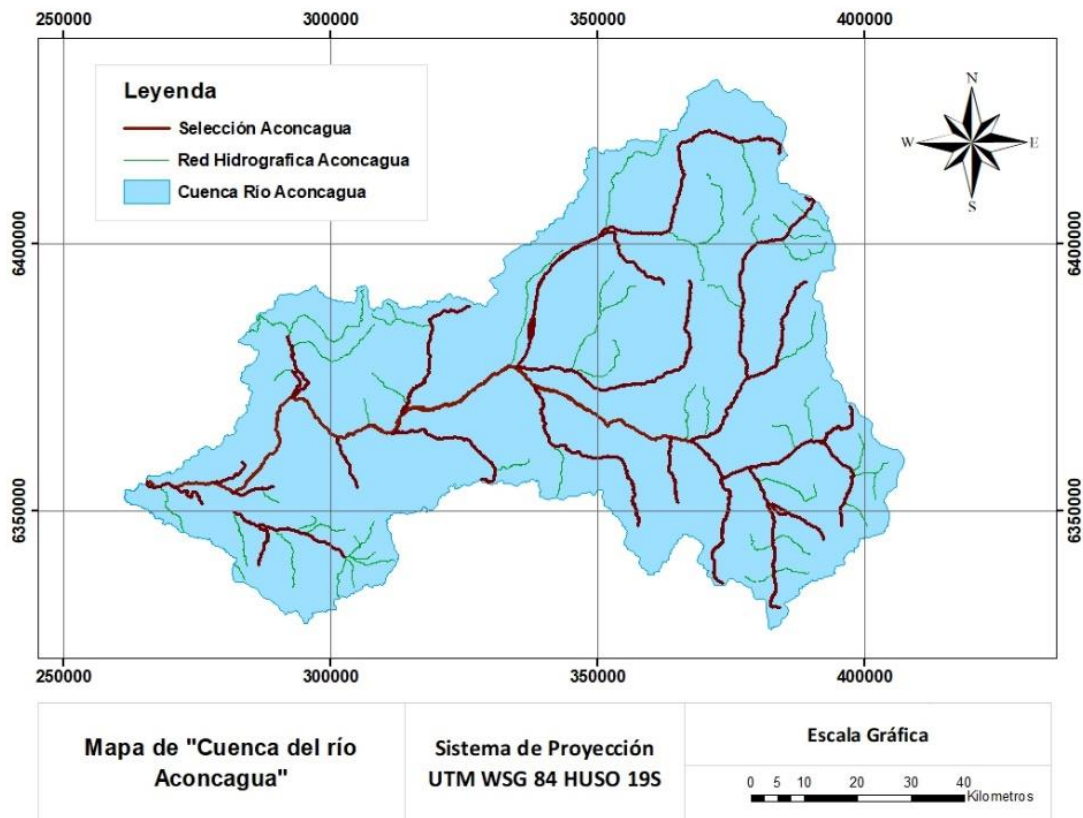 250000 300000 350000 400000
Leyenda
Selección Aconcagua
Red Hidrografica Aconcagua
Cuenca Río Aconcagua
N
W E
S
6400000 6400000
6350000 6350000
250000 300000 350000 400000
Mapa de "Cuenca del río
Aconcagua"
Sistema de Proyección
UTM WSG 84 HUSO 19S
Escala Gráfica
0 5 10 20 30 40
Kilometros